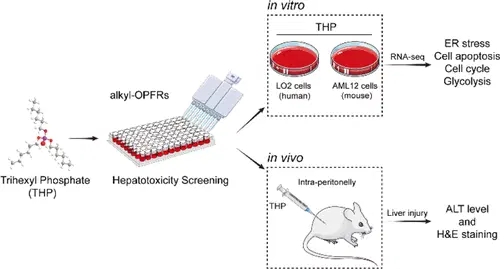 in vitro
THP
LO2 cells
(human)
AML12 cells
(mouse)
RNA-seq
ER stress
Cell apoptosis
Cell cycle
Glycolysis
alkyl-OPFRs
Hepatotoxicity Screening
Trihexyl Phosphate
(THP)
in vivo
Intra-peritonelly
THP
Liver injury
ALT level
and
H&E staining